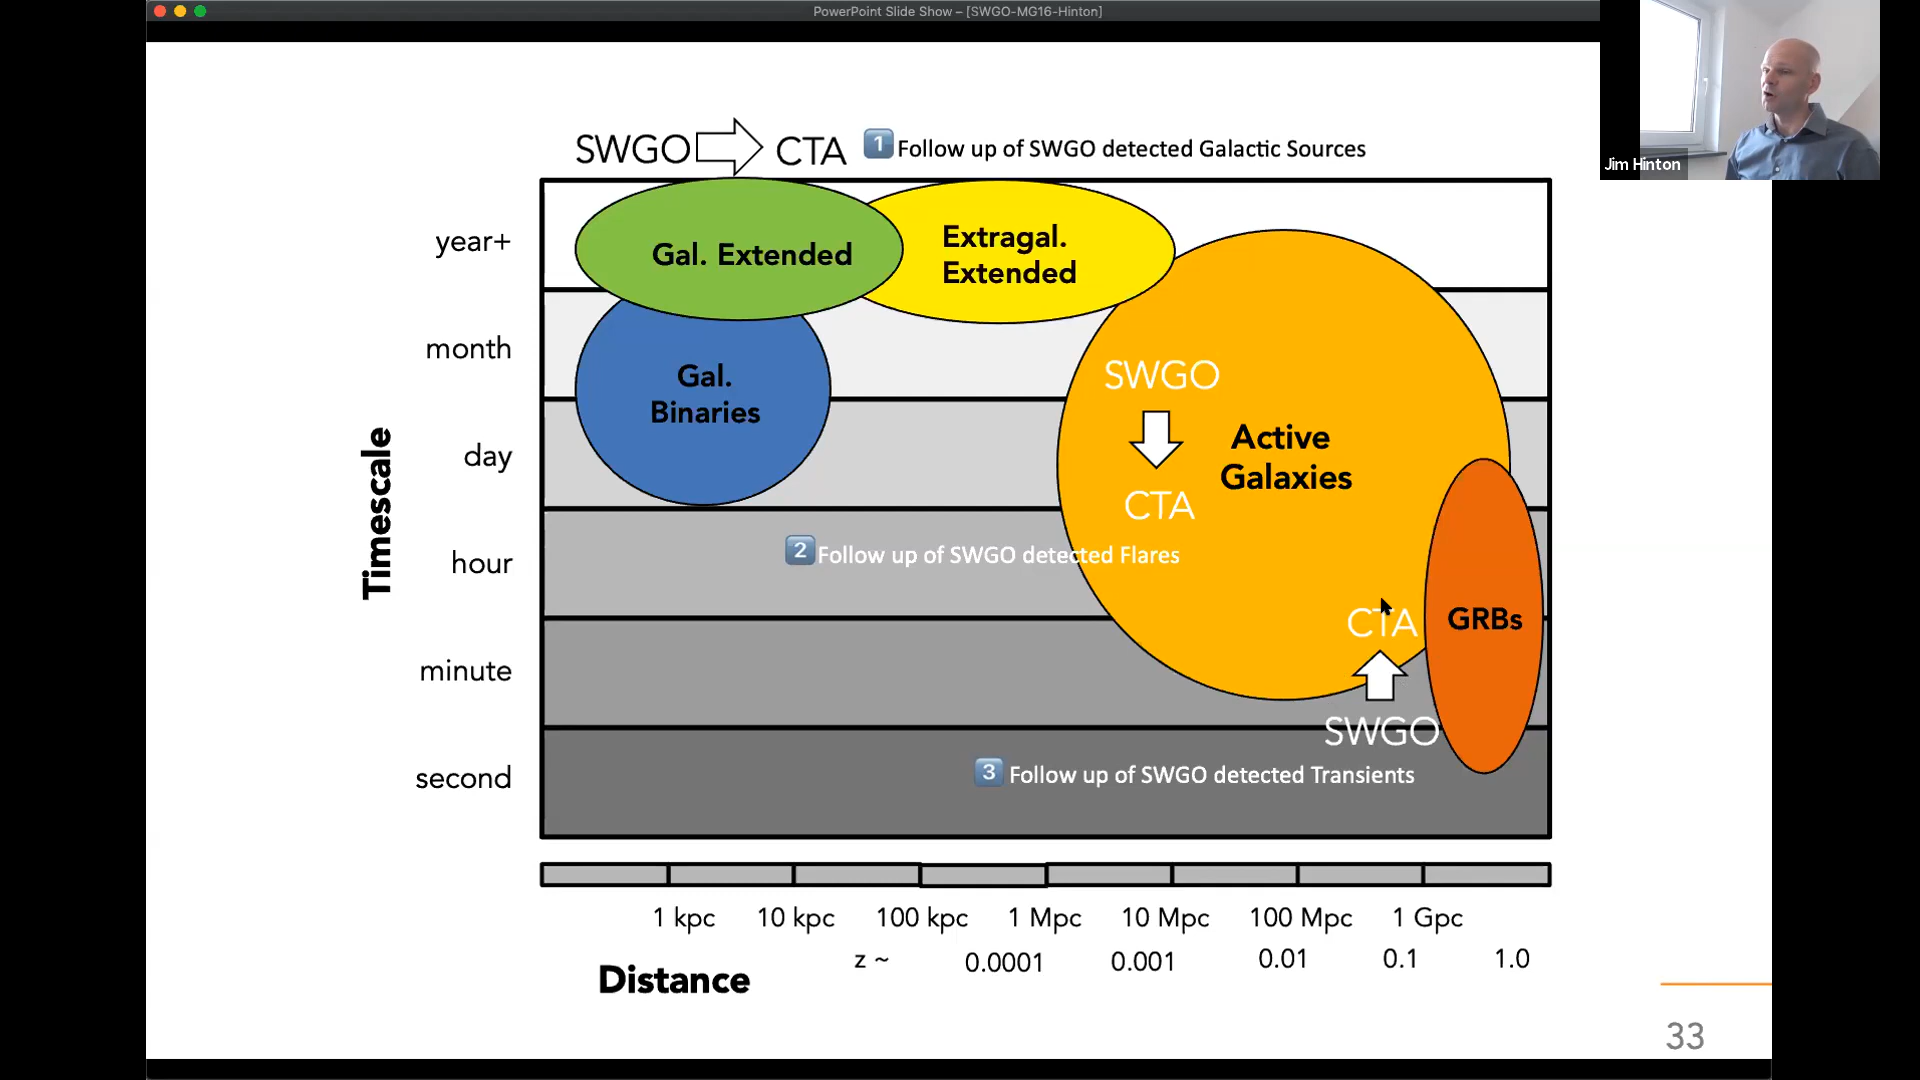 PowerPoint Slide Show – [SWGO-MG16-Hinton]
Jim Hinton
SWGO CTA 1 Follow up of SWGO detected Galactic Sources
year+
month
day
hour
minute
second
Timescale
Gal. Extended
Extragal.
Extended
Gal.
Binaries
SWGO
CTA
Active
Galaxies
2 Follow up of SWGO detected Flares
CTA
SWGO
GRBs
3 Follow up of SWGO detected Transients
1 kpc 10 kpc 100 kpc 1 Mpc 10 Mpc 100 Mpc 1 Gpc
z ~ 0.0001 0.001 0.01 0.1 1.0
Distance
33